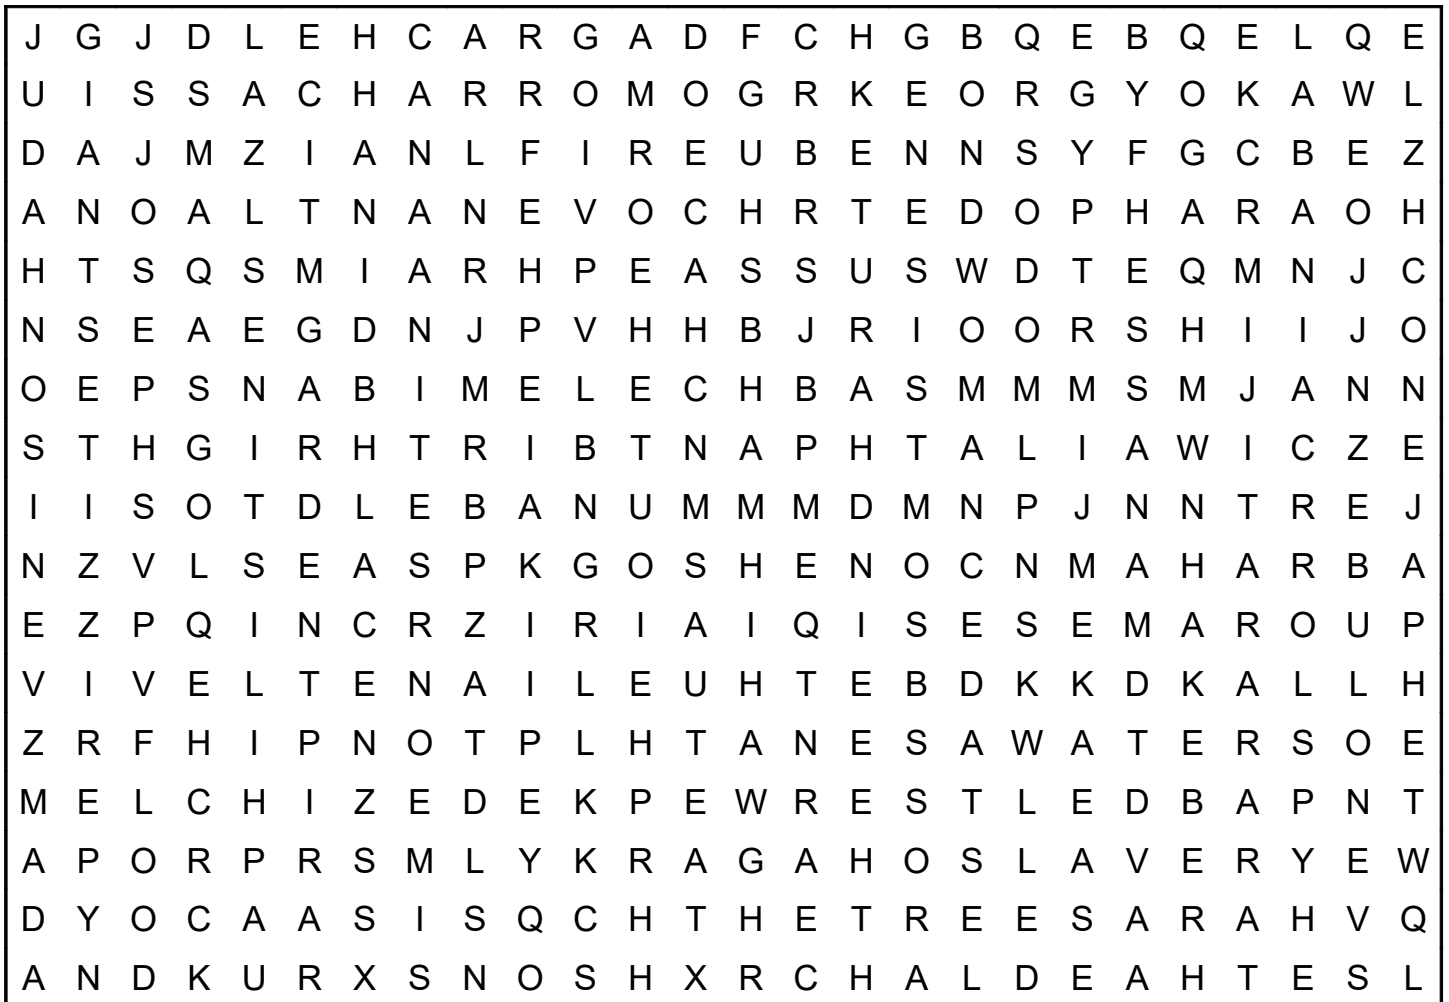 J G J D L E H C A R G A D F C H G B Q E B Q E L Q E
U I S S A C H A R R O M O G R K E O R G Y O K A W L
D A J M Z I A N L F I R E U B E N N S Y F G C B E Z
A N O A L T N A N E V O C H R T E D O P H A R A O H
H T S Q S M I A R H P E A S S U S W D T E Q M N J C
N S E A E G D N J P V H H B J R I O O R S H I I J O
O E P S N A B I M E L E C H B A S M M M S M J A N N
S T H G I R H T R I B T N A P H T A L I A W I C Z E
I I S O T D L E B A N U M M M D M N P J N N T R E J
N Z V L S E A S P K G O S H E N O C N M A H A R B A
E Z P Q I N C R Z I R I A I Q I S E S E M A R O U P
V I V E L T E N A I L E U H T E B D K K D K A L L H
Z R F H I P N O T P L H T A N E S A W A T E R S O E
M E L C H I Z E D E K P E W R E S T L E D B A P N T
A P O R P R S M L Y K R A G A H O S L A V E R Y E W
D Y O C A A S I S Q C H T H E T R E E S A R A H V Q
A N D K U R X S N O S H X R C H A L D E A H T E S L